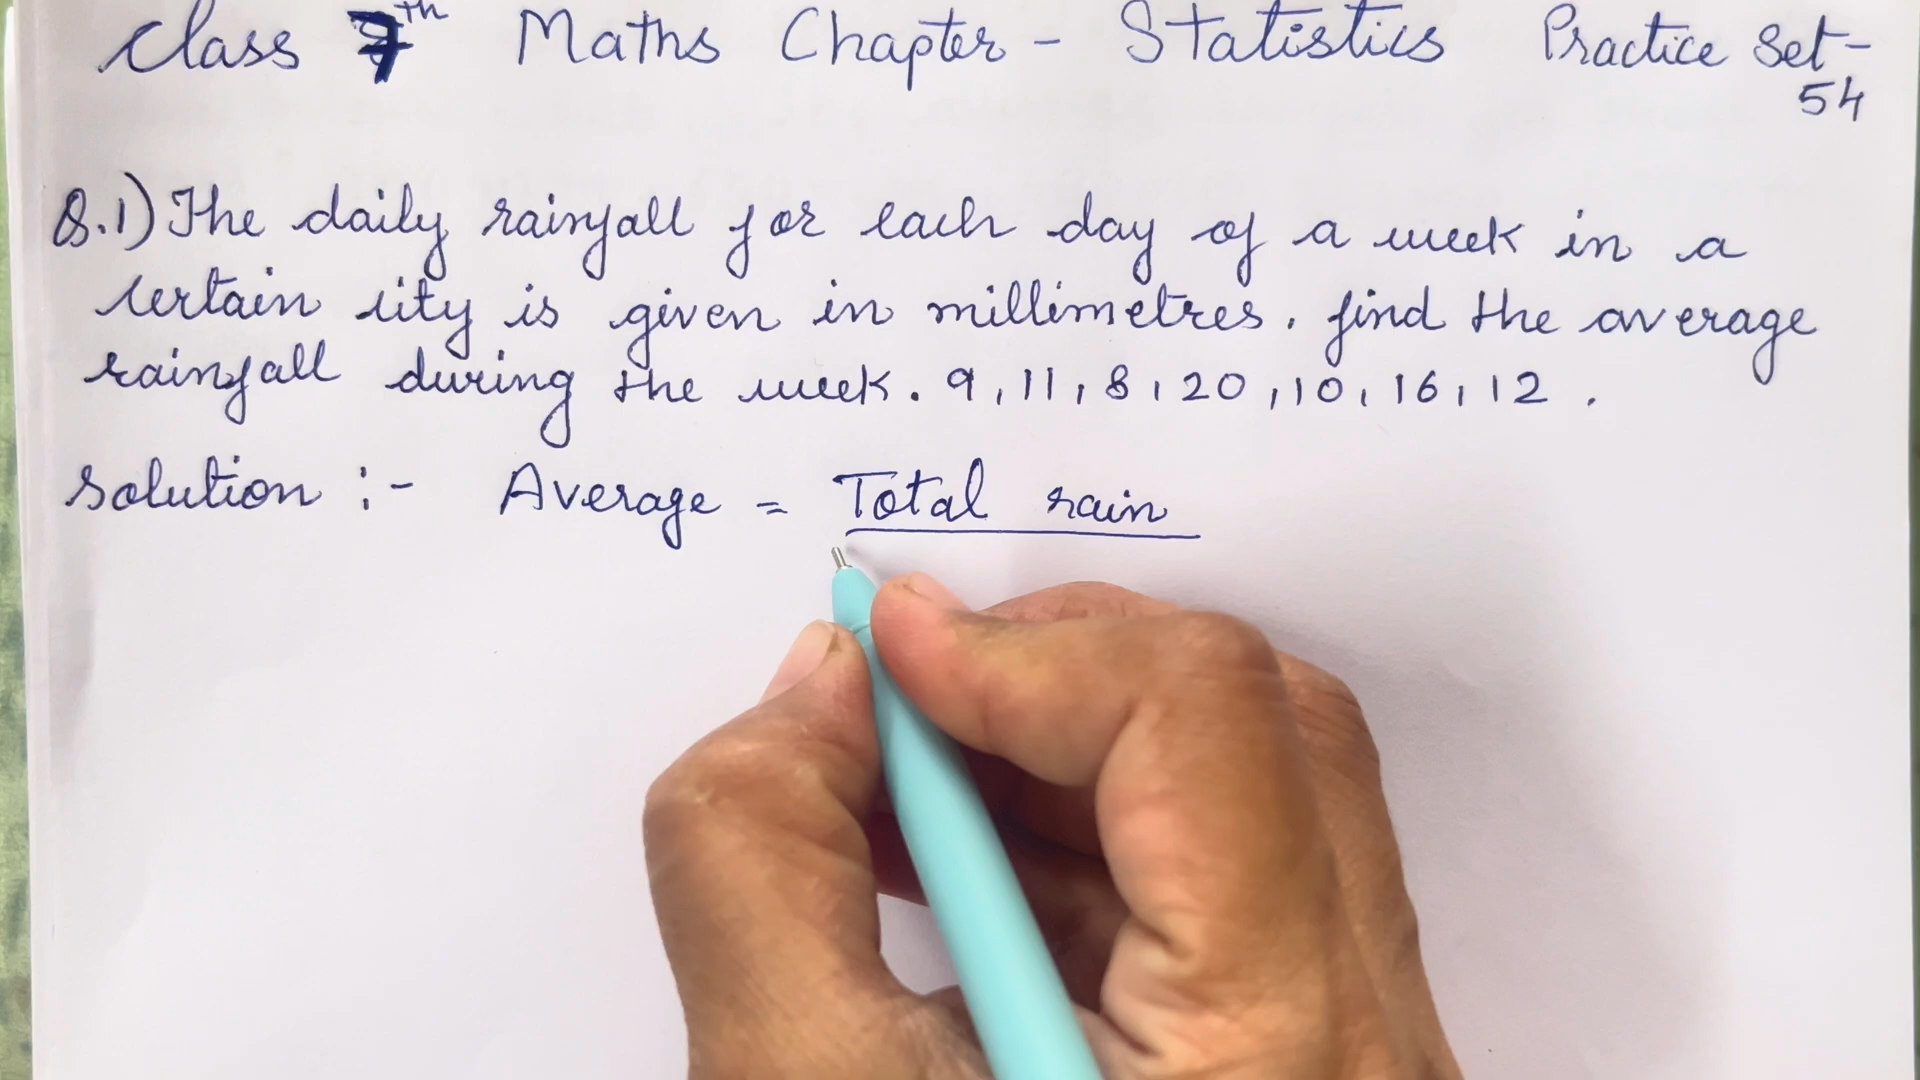 Class 7th Maths Chapter - Statistics Practice Set-
54
Q.1) The daily rainfall for each day of a week in a
certain city is given in millimetres. find the average
rainfall during the week. 9, 11, 8, 20, 10, 16, 12.
solution :- Average = Total rain